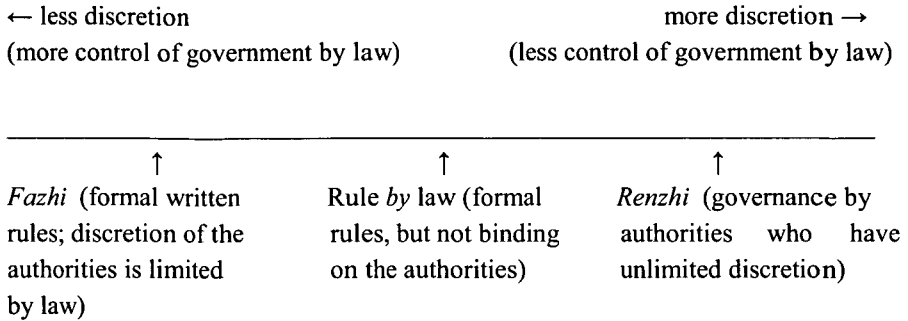 ← less discretion
more discretion →
(more control of government by law)
(less control of government by law)
↑
↑
↑
Fazhi (formal written
rules; discretion of the
authorities is limited
by law)
Rule by law (formal
rules, but not binding
on the authorities)
Renzhi (governance by
authorities who have
unlimited discretion)